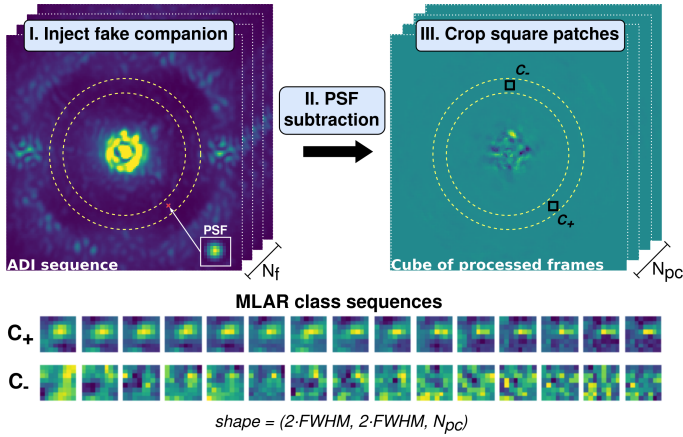 I. Inject fake companion
III. Crop square patches
II. PSF
subtraction
C-
C+
PSF
ADI sequence
N_f
Cube of processed frames
N_pc
MLAR class sequences
C+
C-
shape = (2·FWHM, 2·FWHM, N_pc)